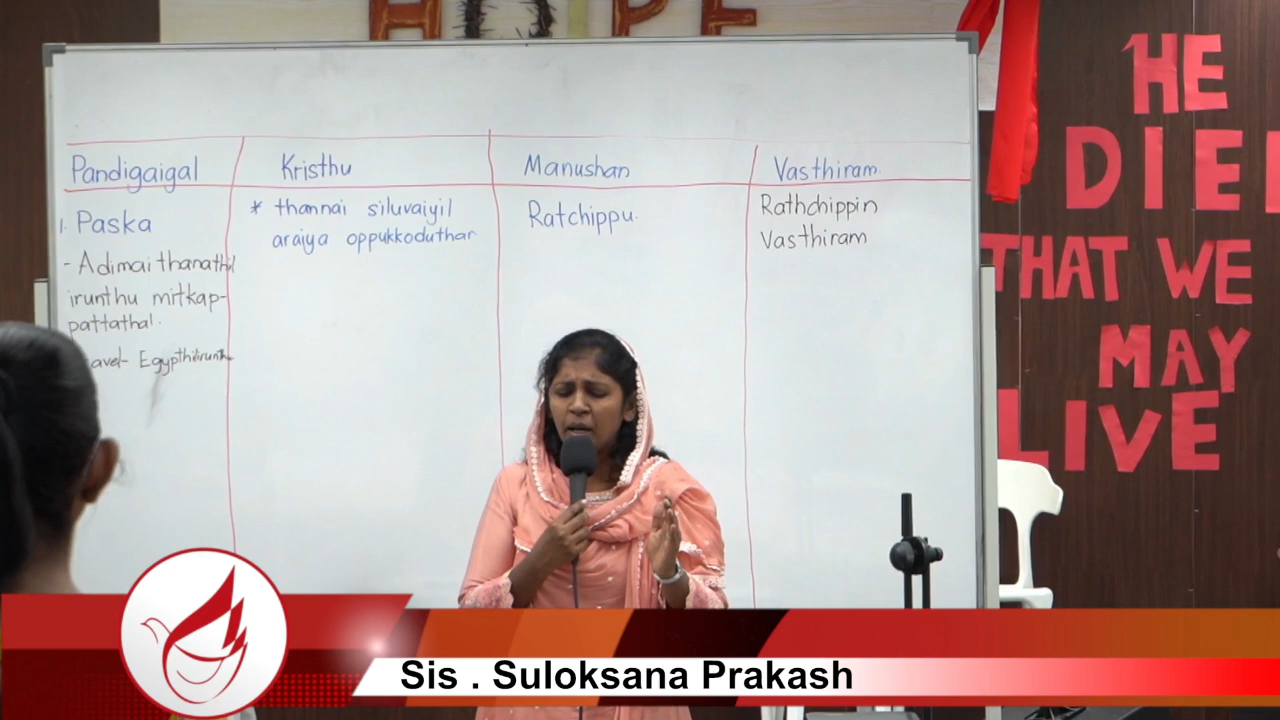 HOPE
HE
DIED
THAT WE
MAY
LIVE
Pandigaigal
Kristhu
Manushan
Vasthiram.
1. Paska
* thannai siluvaiyil
araiya oppukkoduthar
Ratchippu.
Rathchippin
Vasthiram
- Adimaithanathil
irunthu mitkap-
pattathal.
Egypthilirunthu
Sis . Suloksana Prakash